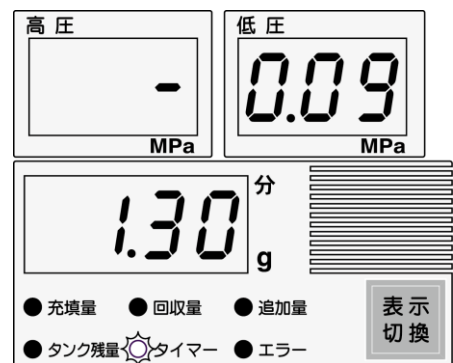 高圧
-
MPa
低圧
0.09
MPa
1.30
分
g
充填量 回収量 追加量
タンク残量 タイマー エラー
表示
切換